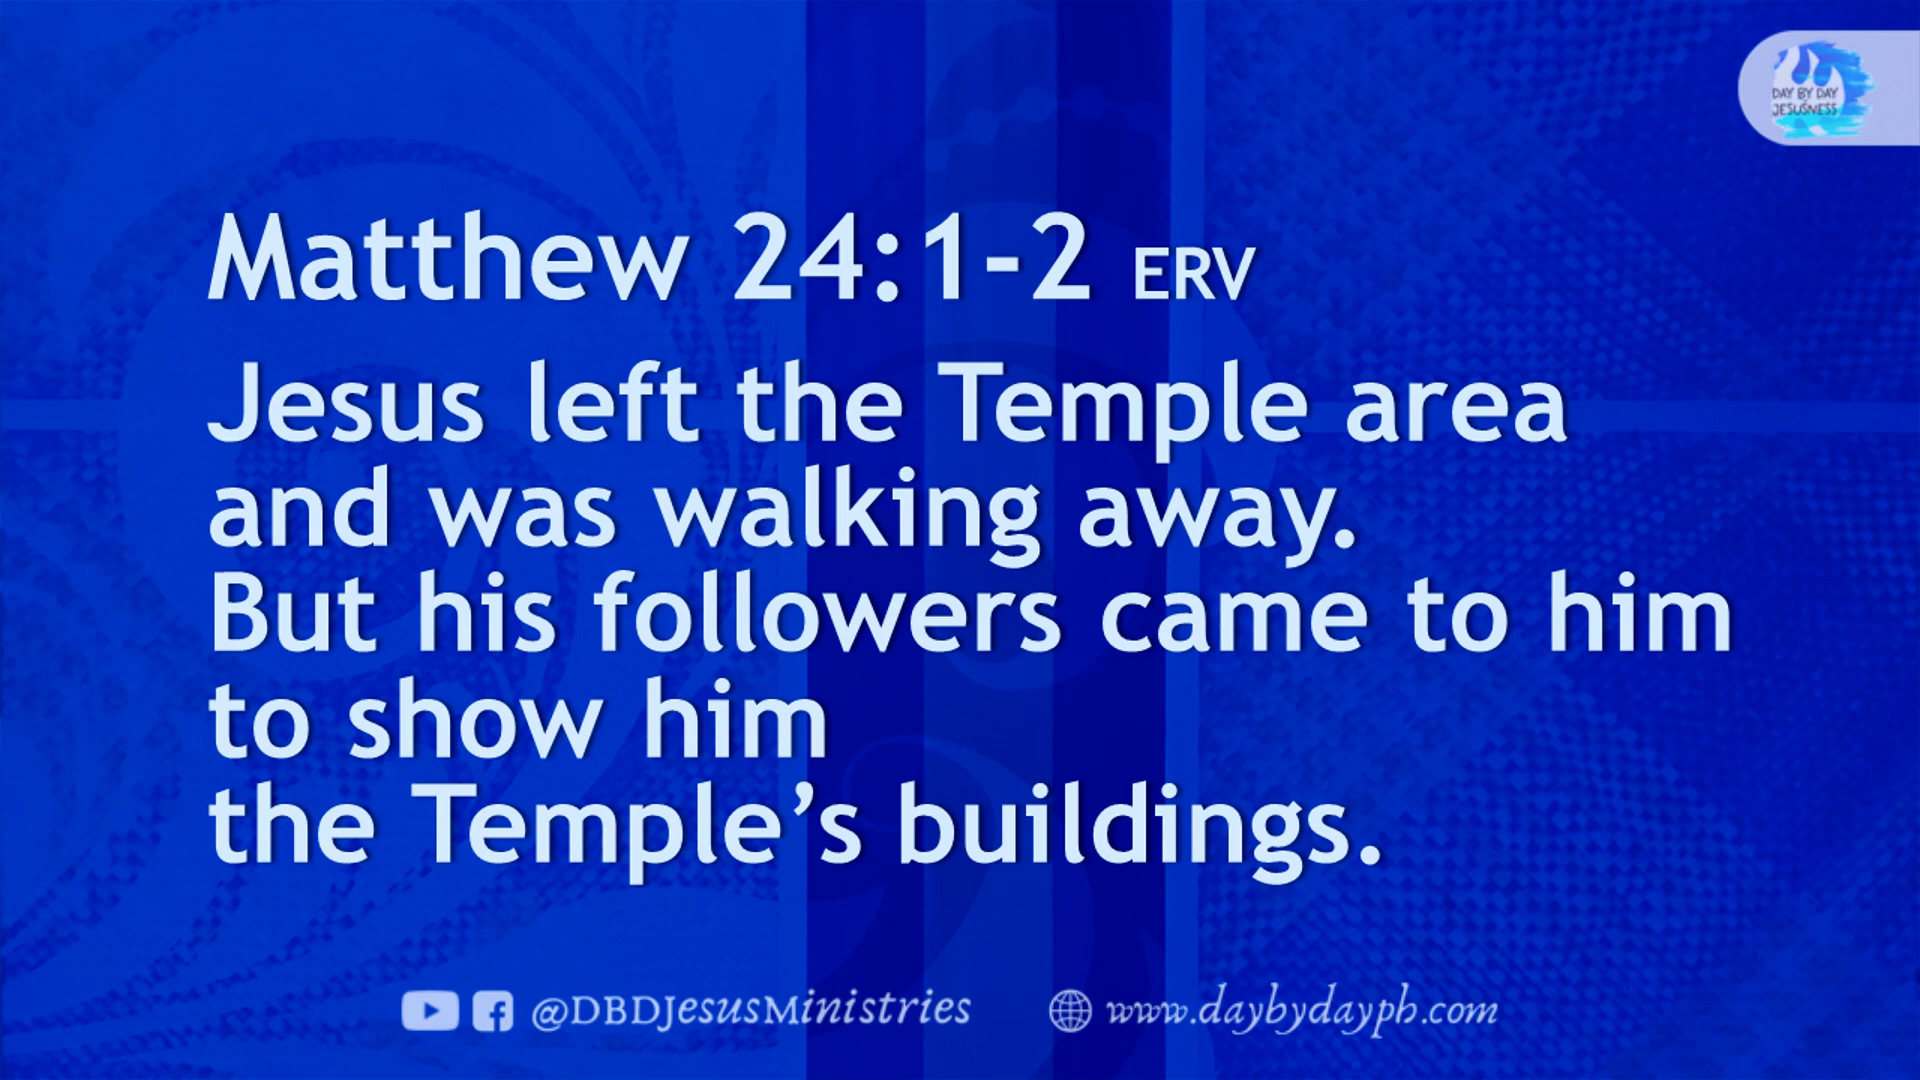 DAY BY DAY
JESUSNESS
Matthew 24:1-2 ERV
Jesus left the Temple area
and was walking away.
But his followers came to him
to show him
the Temple’s buildings.
@DBDJesusMinistries www.daybydayph.com